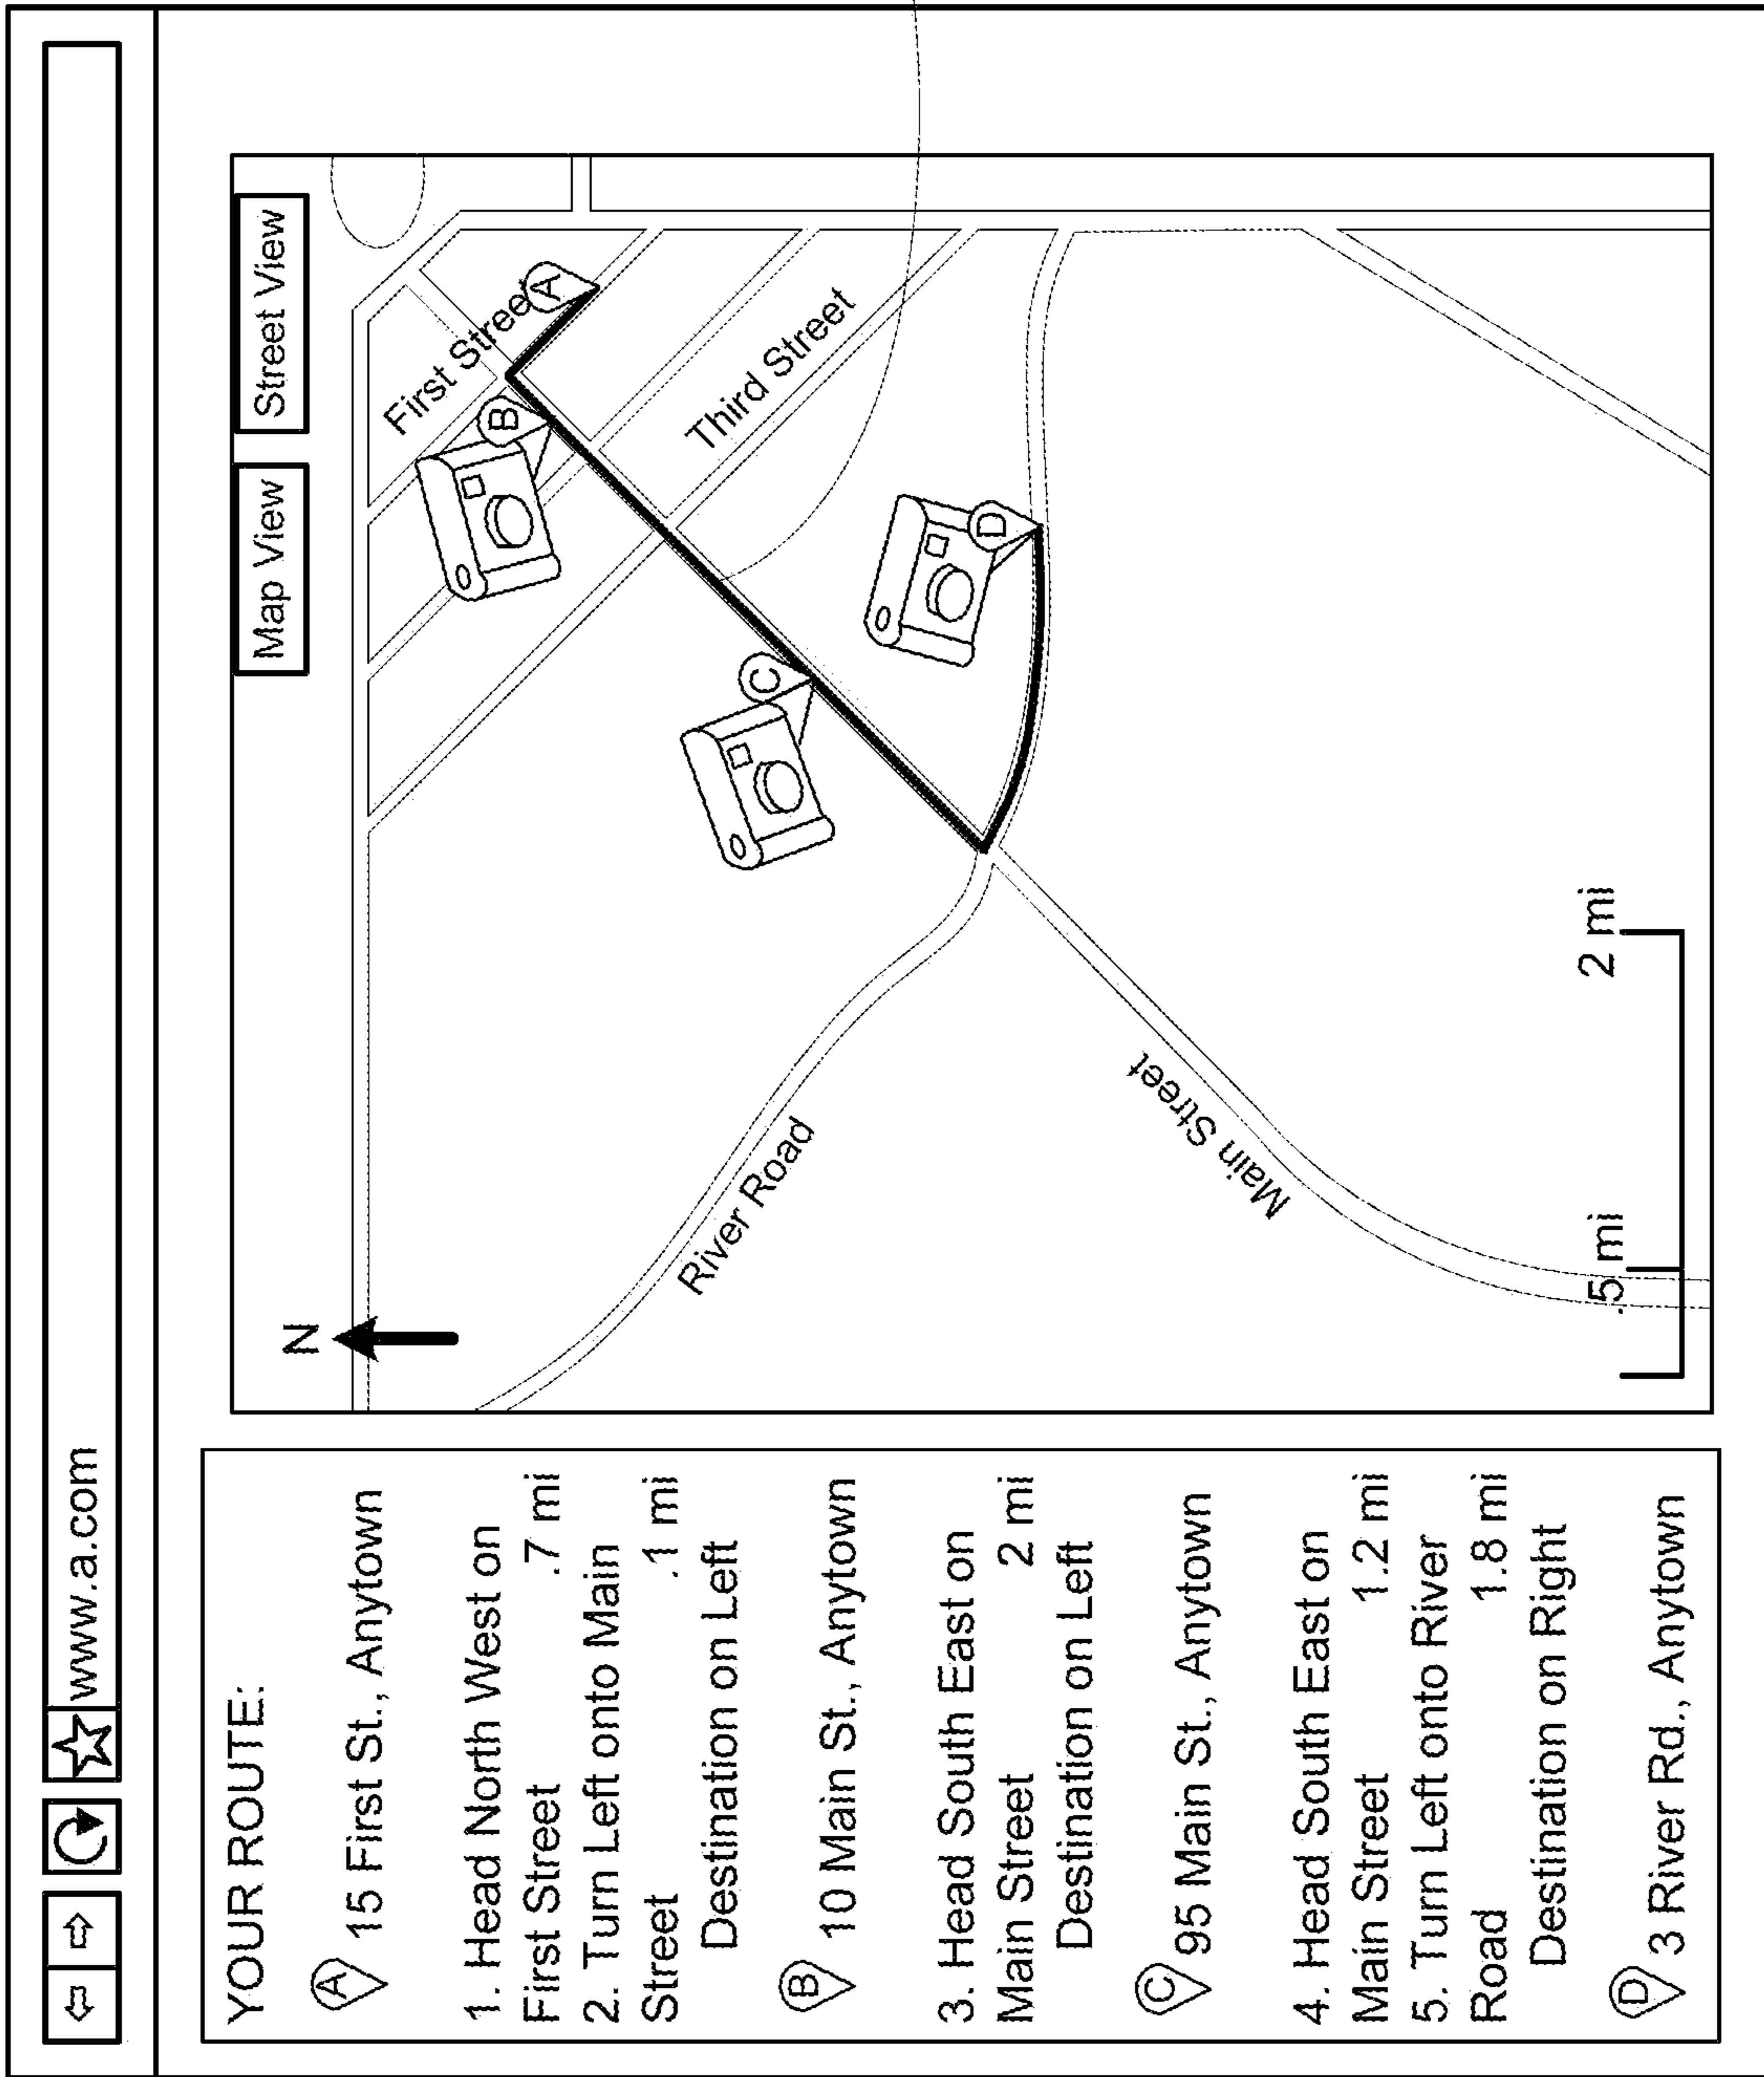 www.a.com
YOUR ROUTE:
A 15 First St., Anytown
1. Head North West on
First Street .7 mi
2. Turn Left onto Main
Street .1 mi
Destination on Left
B 10 Main St., Anytown
3. Head South East on
Main Street 2 mi
Destination on Left
C 95 Main St., Anytown
4. Head South East on
Main Street 1.2 mi
5. Turn Left onto River
Road 1.8 mi
Destination on Right
D 3 River Rd., Anytown
Map View
Street View
N
First Street
A
B
Third Street
C
D
River Road
Main Street
.5 mi
2 mi